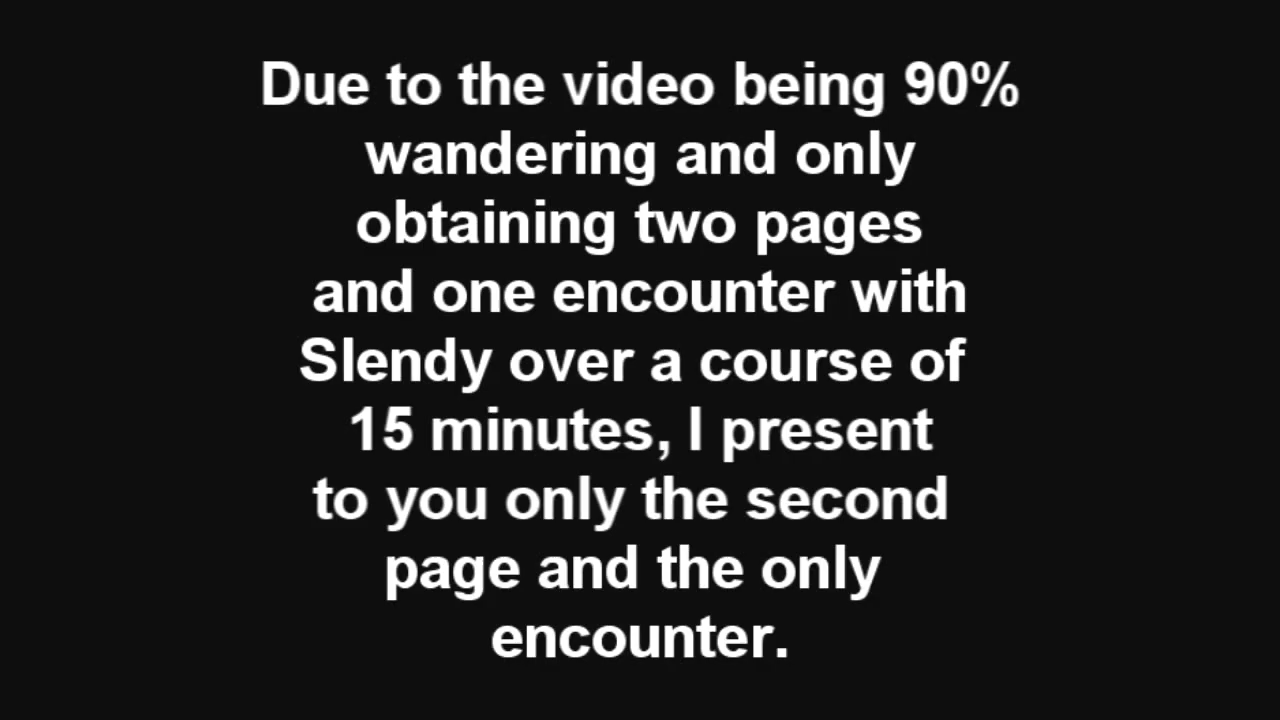 Due to the video being 90%
wandering and only
obtaining two pages
and one encounter with
Slendy over a course of
15 minutes, I present
to you only the second
page and the only
encounter.